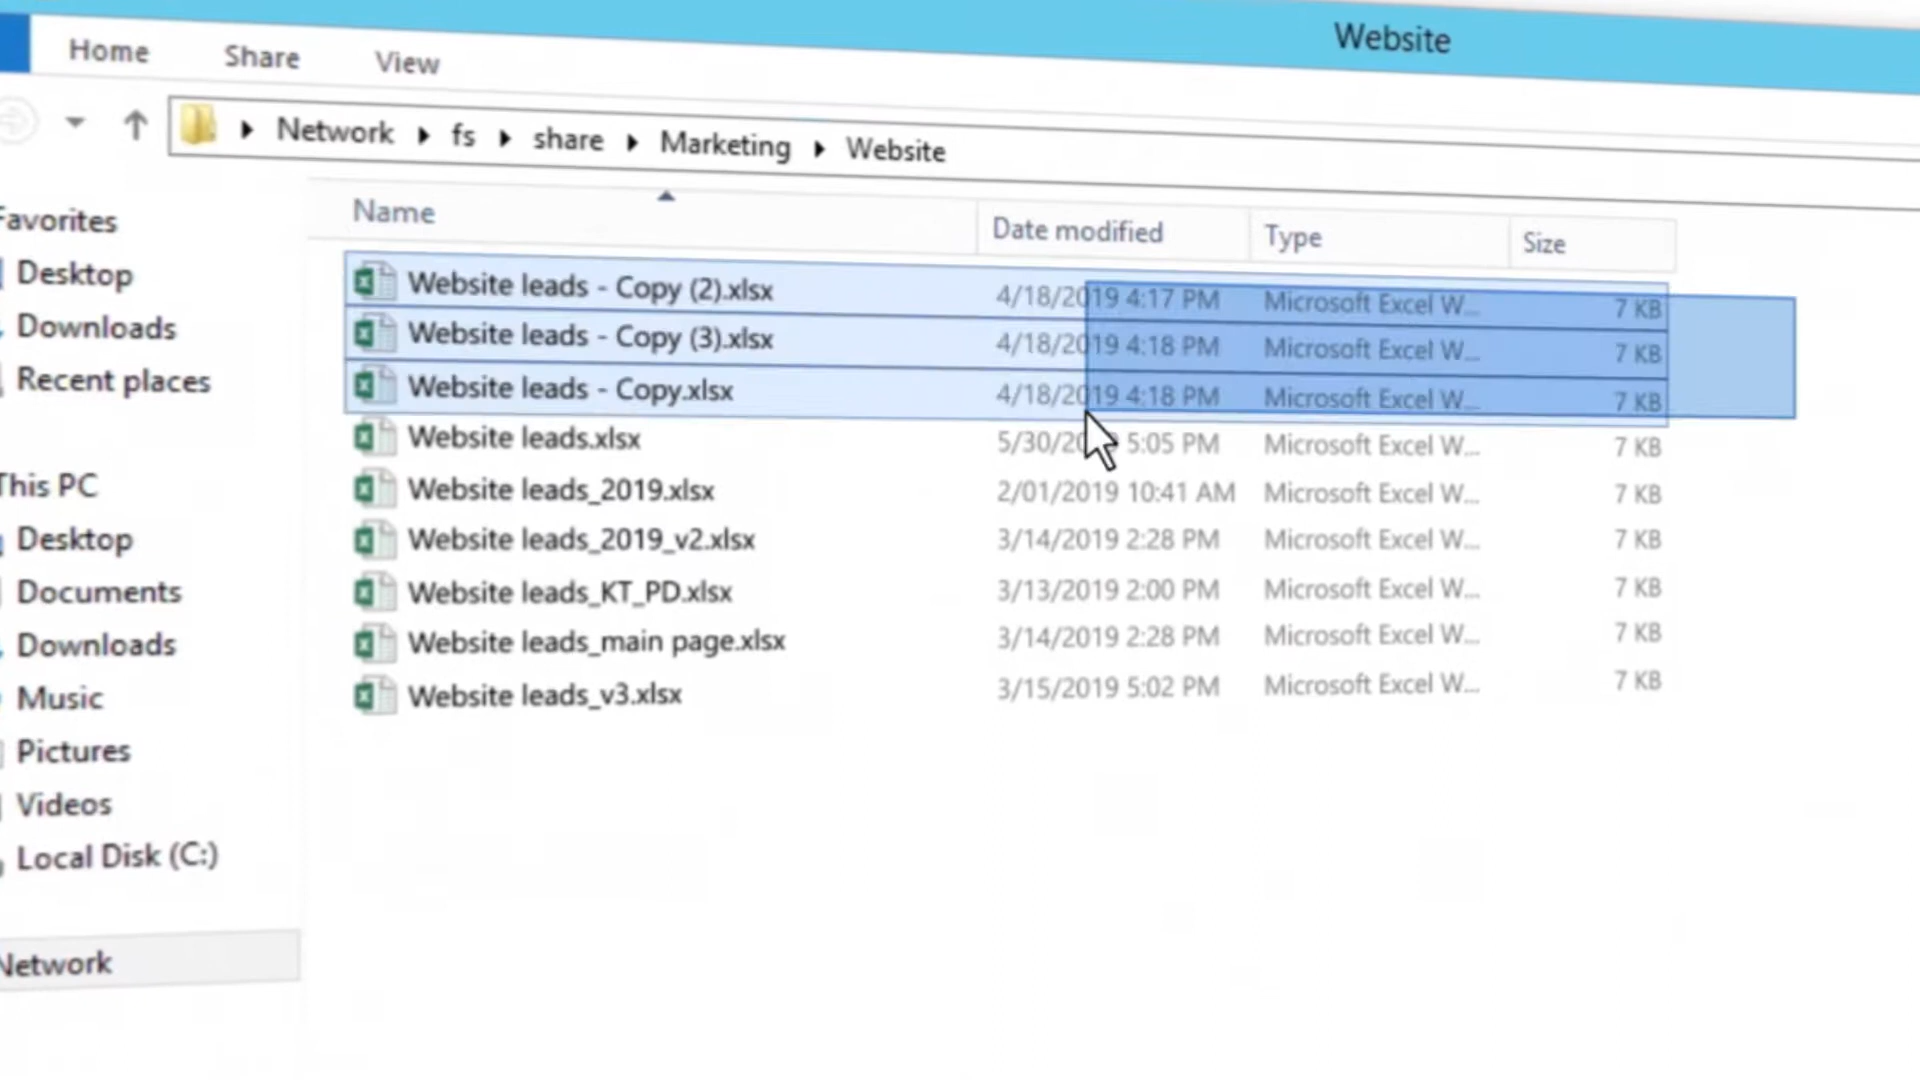 Website
Home Share View
Network fs share Marketing Website
Name Date modified Type Size
Favorites
Desktop
Downloads
Recent places
This PC
Desktop
Documents
Downloads
Music
Pictures
Videos
Local Disk (C:)
Network
Website leads - Copy (2).xlsx 4/18/2019 4:17 PM Microsoft Excel W... 7 KB
Website leads - Copy (3).xlsx 4/18/2019 4:18 PM Microsoft Excel W... 7 KB
Website leads - Copy.xlsx 4/18/2019 4:18 PM Microsoft Excel W... 7 KB
Website leads.xlsx 5/30/2019 5:05 PM Microsoft Excel W... 7 KB
Website leads_2019.xlsx 2/01/2019 10:41 AM Microsoft Excel W... 7 KB
Website leads_2019_v2.xlsx 3/14/2019 2:28 PM Microsoft Excel W... 7 KB
Website leads_KT_PD.xlsx 3/13/2019 2:00 PM Microsoft Excel W... 7 KB
Website leads_main page.xlsx 3/14/2019 2:28 PM Microsoft Excel W... 7 KB
Website leads_v3.xlsx 3/15/2019 5:02 PM Microsoft Excel W... 7 KB